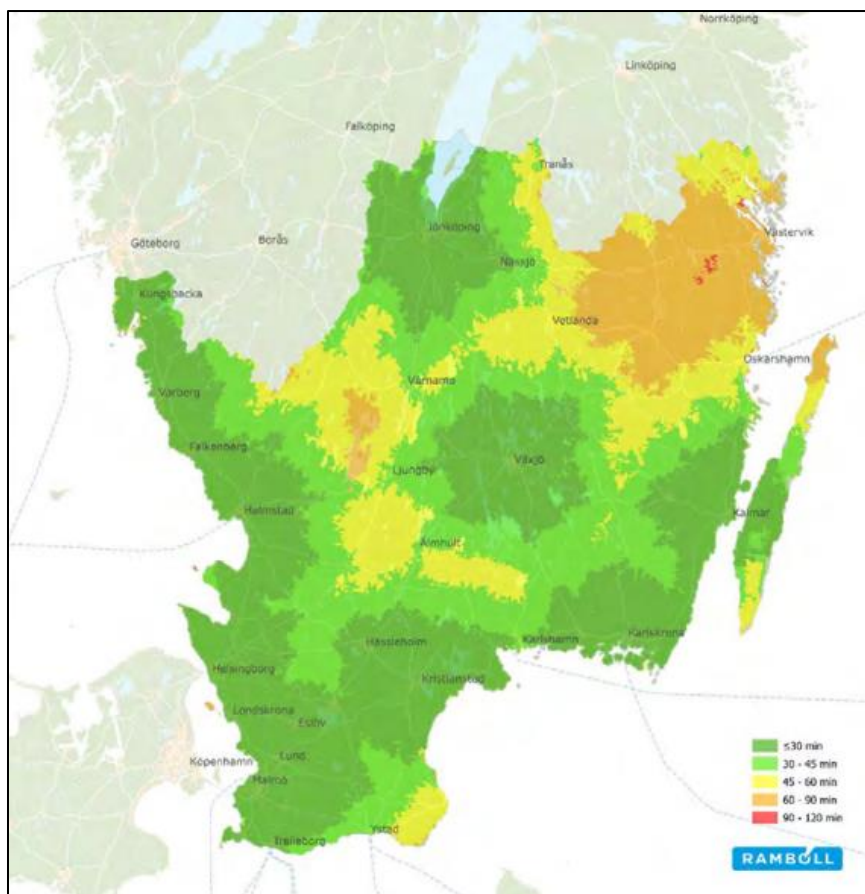 Norrköping
Linköping
Falköping
Tranås
Göteborg
Borås
Jönköping
Västervik
Nässjö
Kungsbacka
Vetlanda
Oskarshamn
Värnamo
Varberg
Falkenberg
Ljungby
Växjö
Halmstad
Kalmar
Älmhult
Hässleholm
Karlshamn
Karlskrona
Helsingborg
Kristianstad
Landskrona
Eslöv
Köpenhamn
Lund
Malmö
Ystad
Trelleborg
≤30 min
30 - 45 min
45 - 60 min
60 - 90 min
90 - 120 min
RAMBOLL